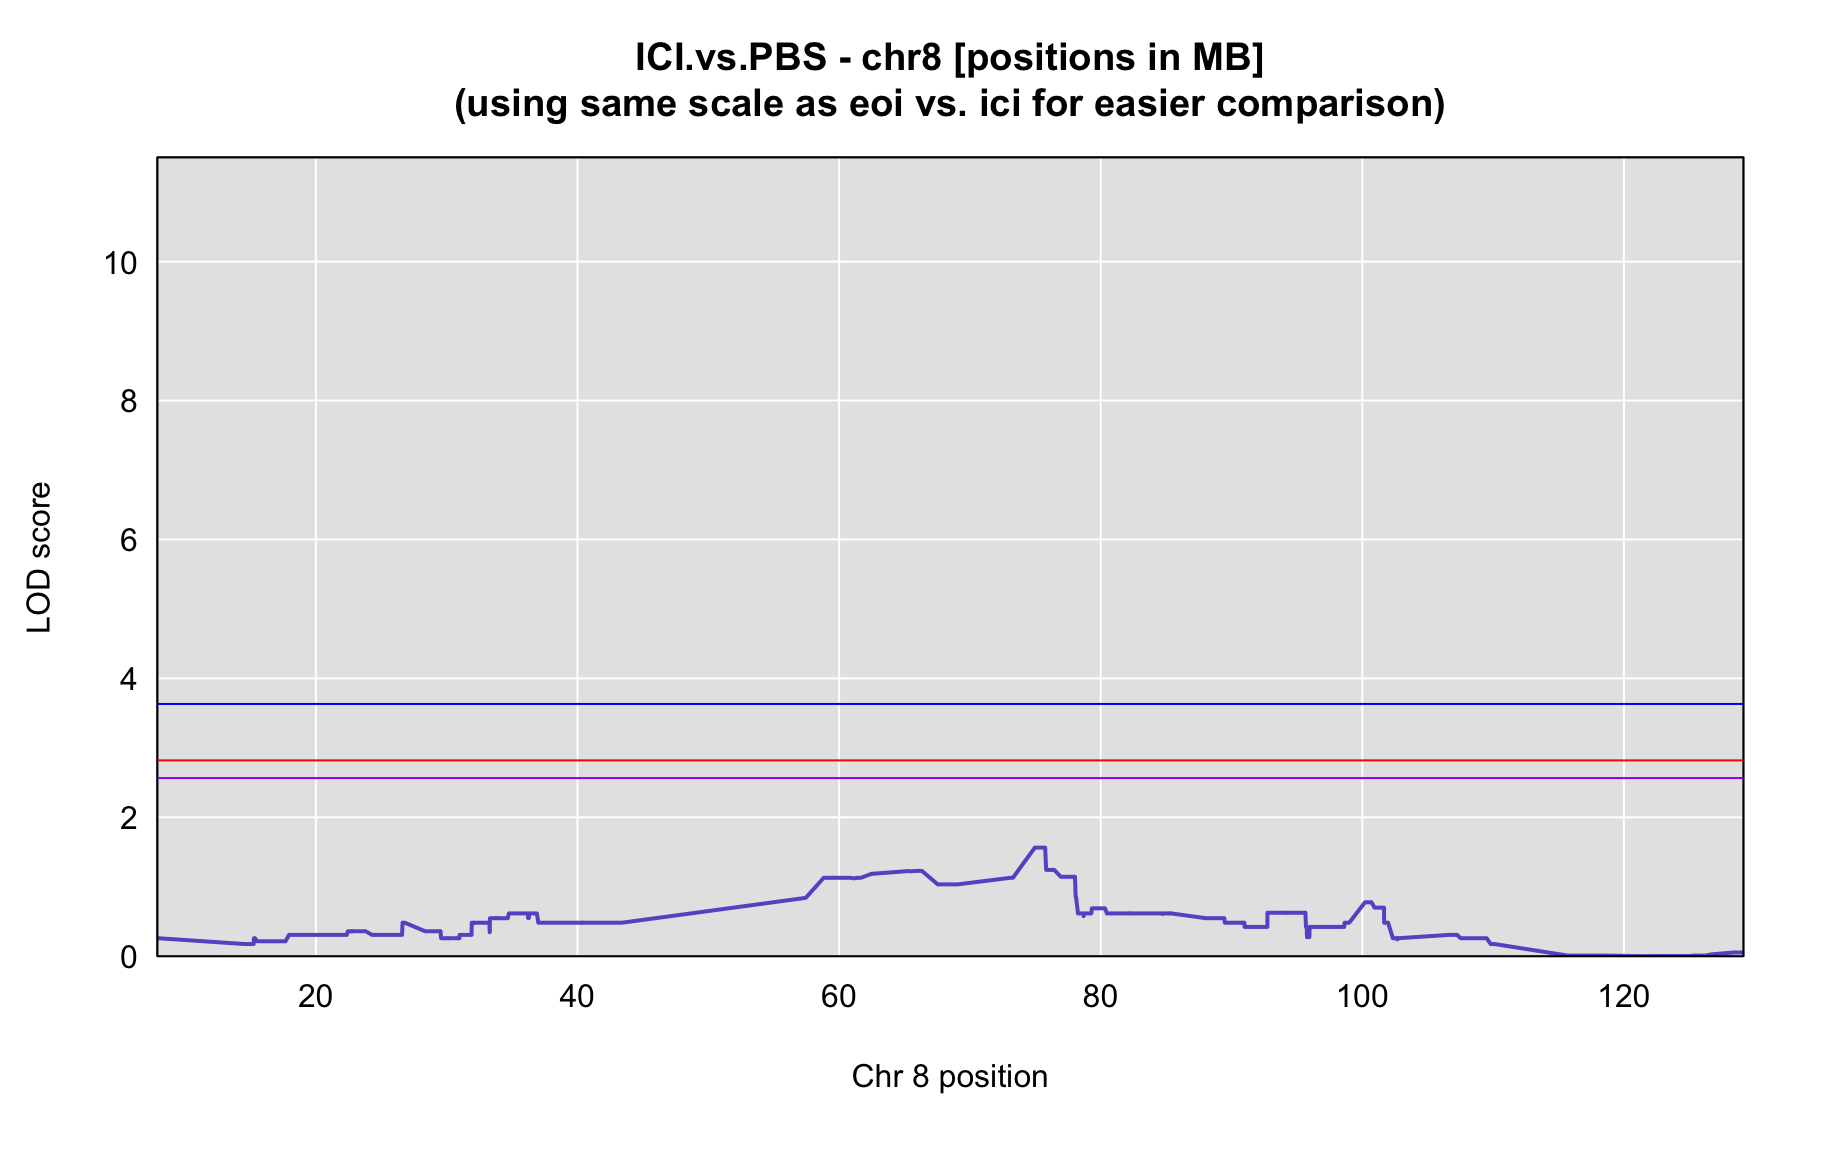 ICI.vs.PBS - chr8 [positions in MB]
(using same scale as eoi vs. ici for easier comparison)
LOD score
10
8
6
4
2
0
20 40 60 80 100 120
Chr 8 position